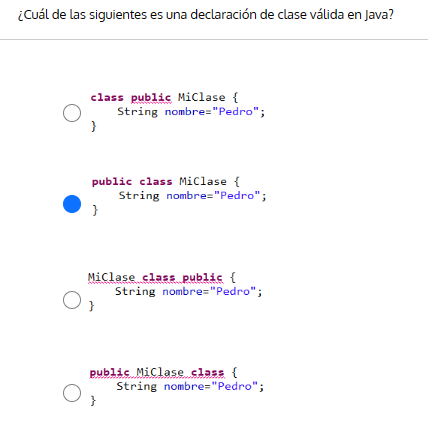 ¿Cuál de las siguientes es una declaración de clase válida en Java?
class public MiClase {
String nombre="Pedro";
}
public class MiClase {
String nombre="Pedro";
}
MiClase class public {
String nombre="Pedro";
}
public MiClase class {
String nombre="Pedro";
}